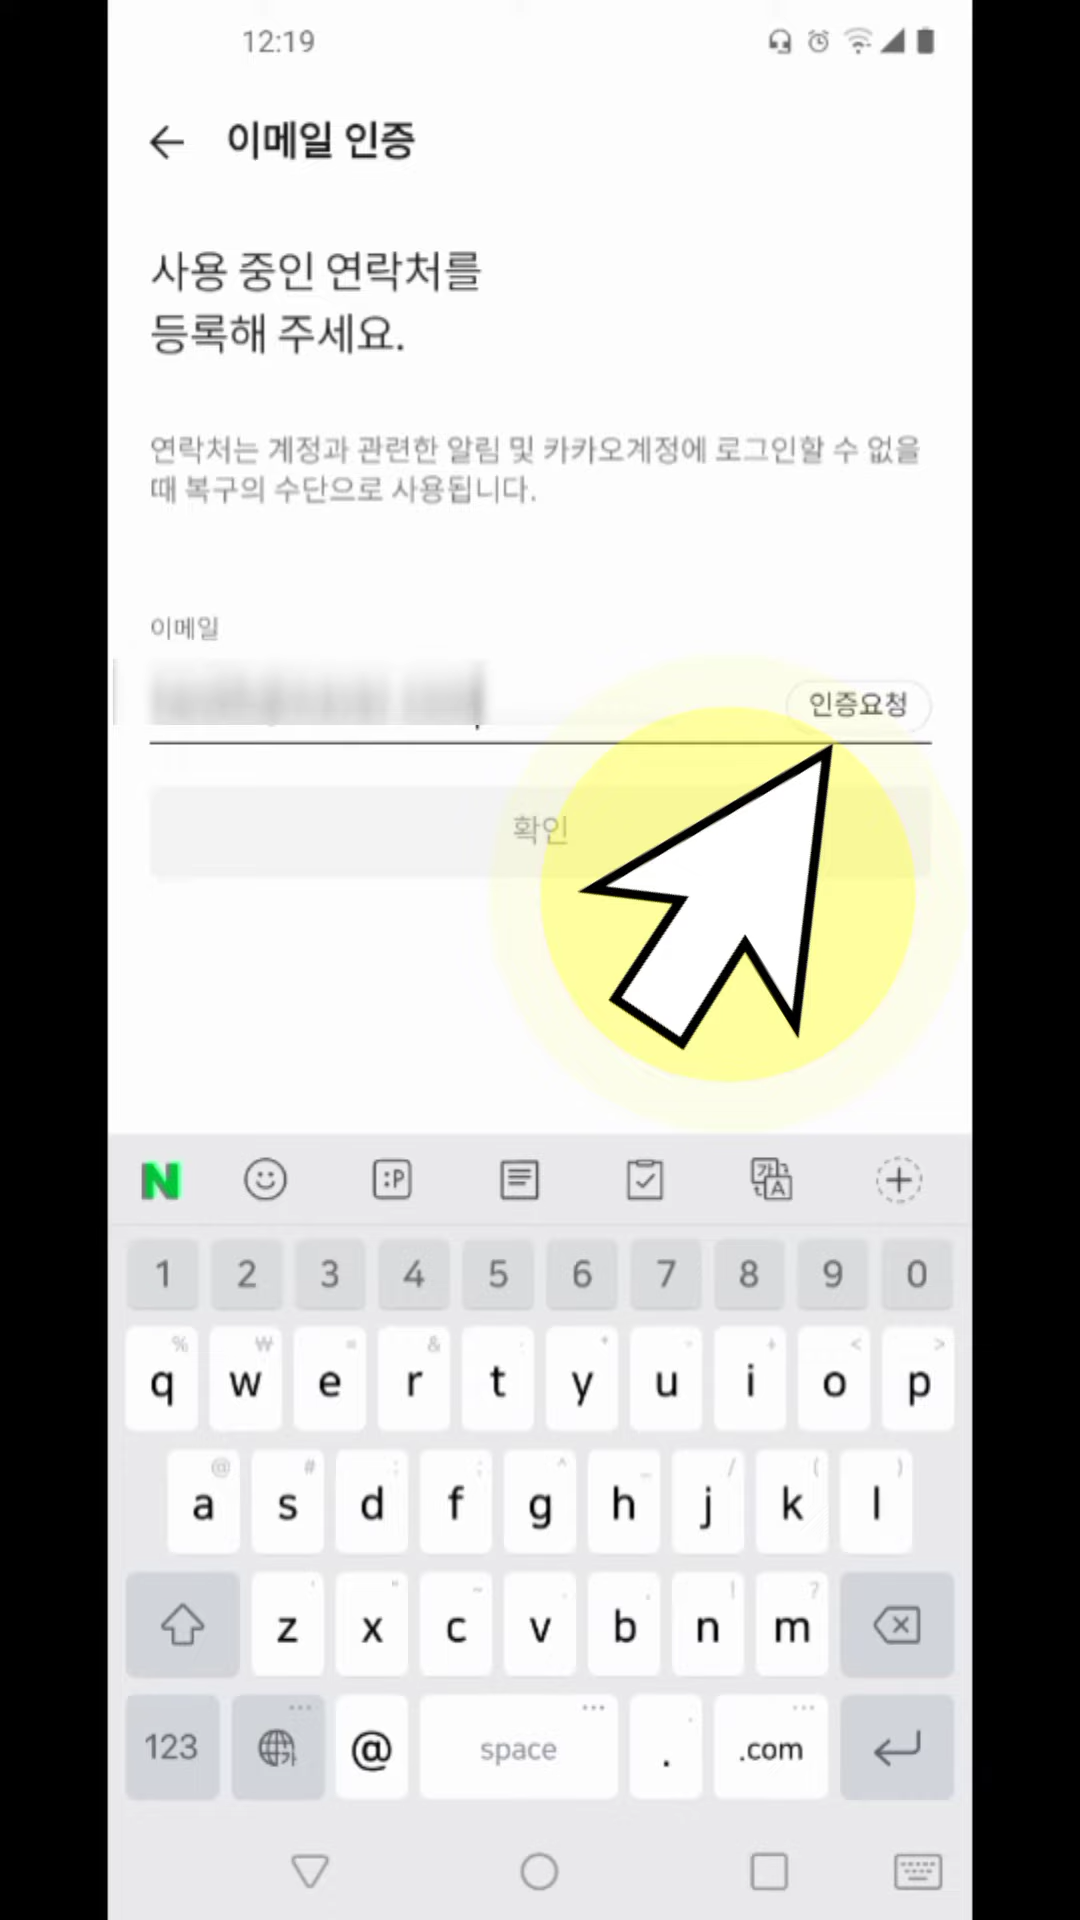 12:19
이메일 인증
사용 중인 연락처를
등록해 주세요.
연락처는 계정과 관련한 알림 및 카카오계정에 로그인할 수 없을
때 복구의 수단으로 사용됩니다.
이메일
인증요청
확인
N :P 가 A +
1 2 3 4 5 6 7 8 9 0
% ₩ = & · * - + < >
q w e r t y u i o p
@ # : ; ^ _ / ( )
a s d f g h j k l
' " ~ . , ! ?
z x c v b n m
123 가 @ space . .com